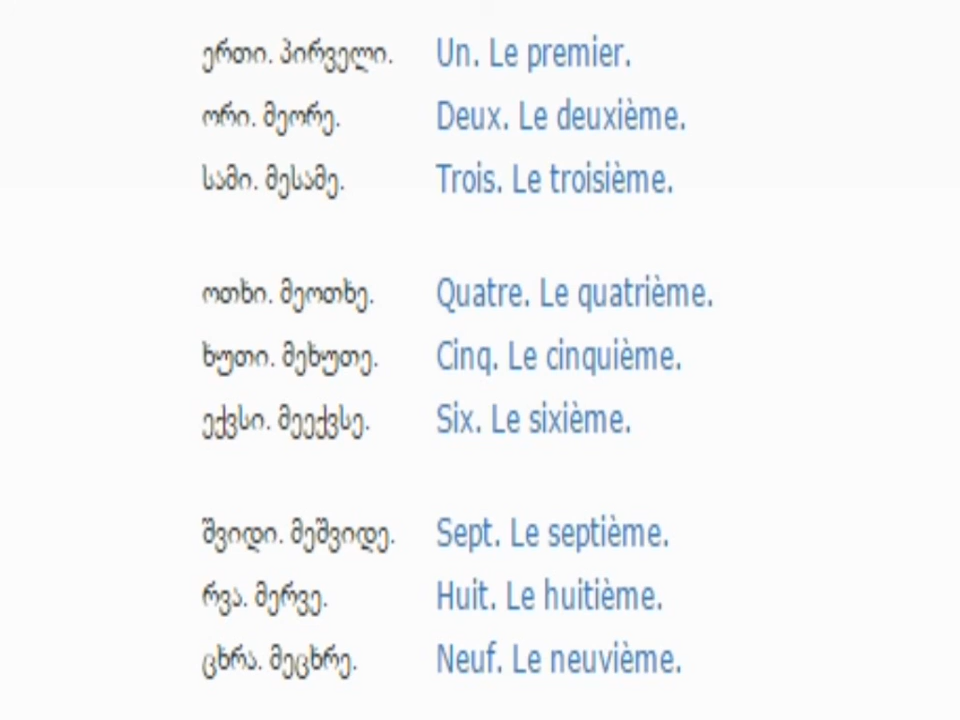 ერთი. პირველი. Un. Le premier.
ორი. მეორე. Deux. Le deuxième.
სამი. მესამე. Trois. Le troisième.
ოთხი. მეოთხე. Quatre. Le quatrième.
ხუთი. მეხუთე. Cinq. Le cinquième.
ექვსი. მეექვსე. Six. Le sixième.
შვიდი. მეშვიდე. Sept. Le septième.
რვა. მერვე. Huit. Le huitième.
ცხრა. მეცხრე. Neuf. Le neuvième.